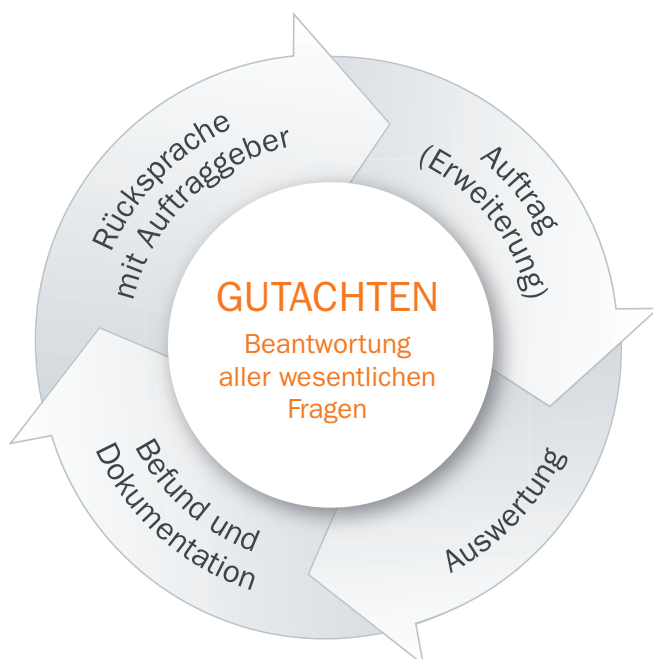 GUTACHTEN
Beantwortung
aller wesentlichen
Fragen
Auftrag
(Erweiterung)
Auswertung
Befund und
Dokumentation
Rücksprache
mit Auftraggeber